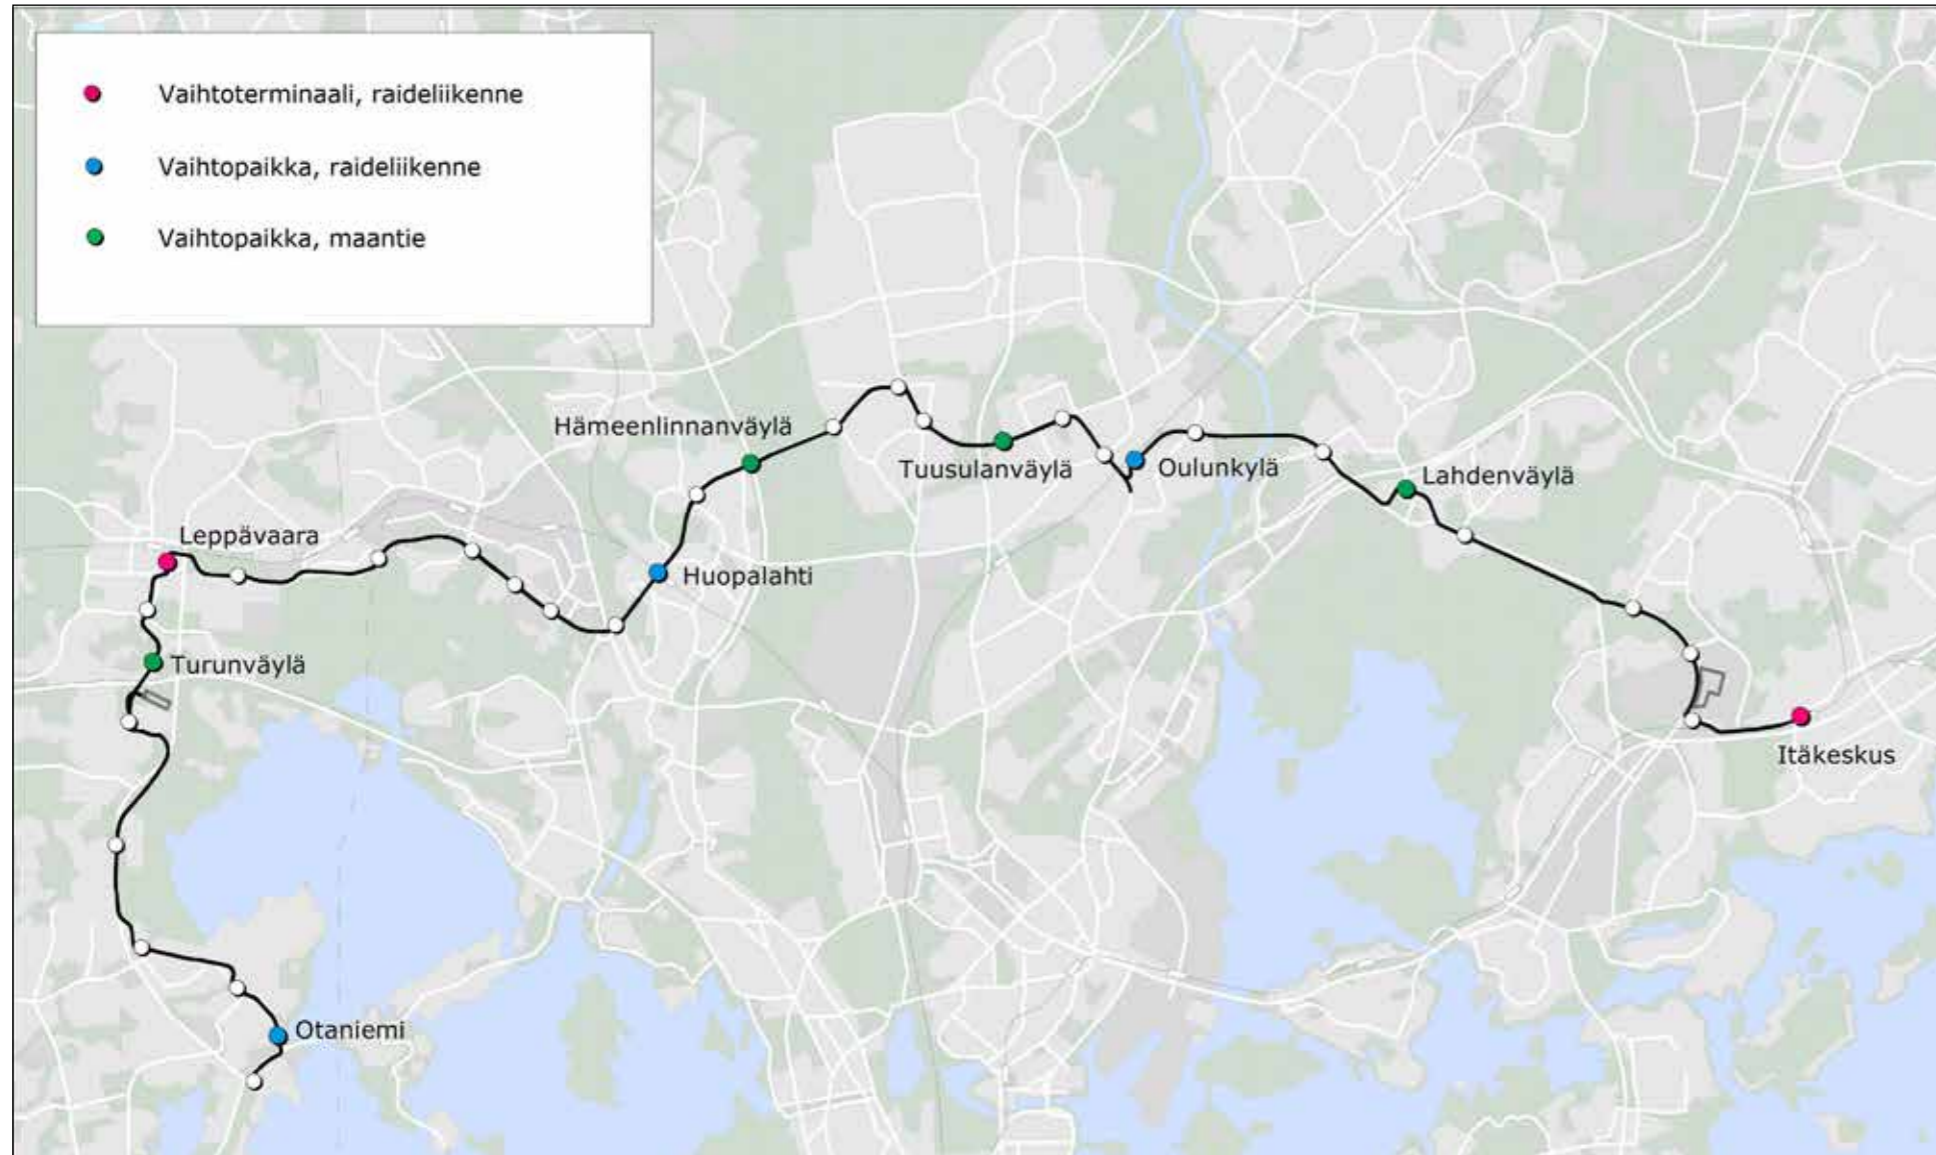 Vaihtoterminaali, raideliikenne
Vaihtopaikka, raideliikenne
Vaihtopaikka, maantie
Hämeenlinnanväylä
Tuusulanväylä
Oulunkylä
Lahdenväylä
Leppävaara
Huopalahti
Turunväylä
Itäkeskus
Otaniemi